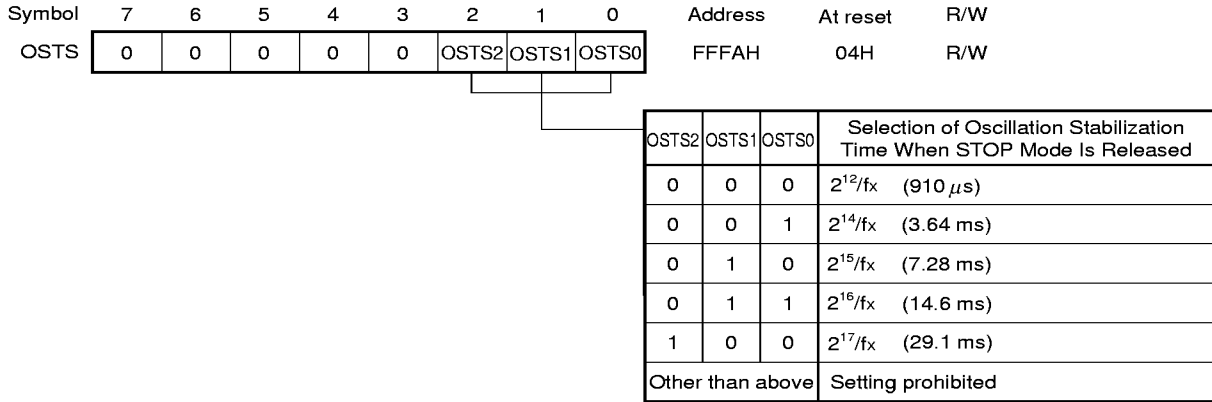 Symbol 7 6 5 4 3 2 1 0 Address At reset R/W
OSTS 0 0 0 0 0 OSTS2 OSTS1 OSTS0 FFFAH 04H R/W
OSTS2 OSTS1 OSTS0 Selection of Oscillation Stabilization
Time When STOP Mode Is Released
0 0 0 2¹²/fx (910 μs)
0 0 1 2¹⁴/fx (3.64 ms)
0 1 0 2¹⁵/fx (7.28 ms)
0 1 1 2¹⁶/fx (14.6 ms)
1 0 0 2¹⁷/fx (29.1 ms)
Other than above Setting prohibited